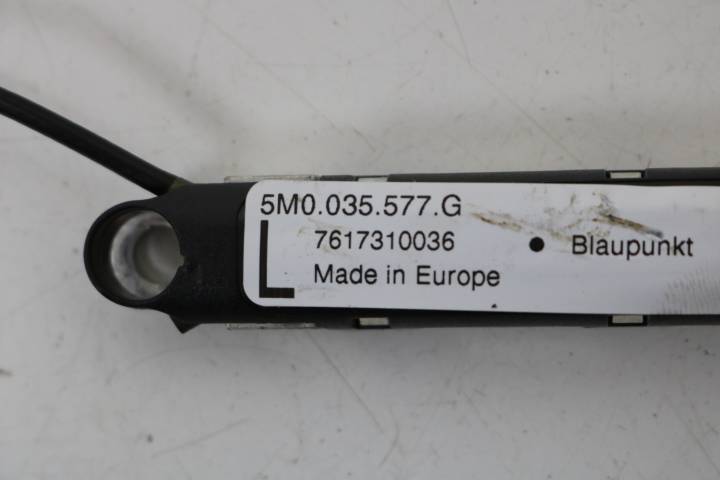 5M0.035.577.G
7617310036 • Blaupunkt
Made in Europe